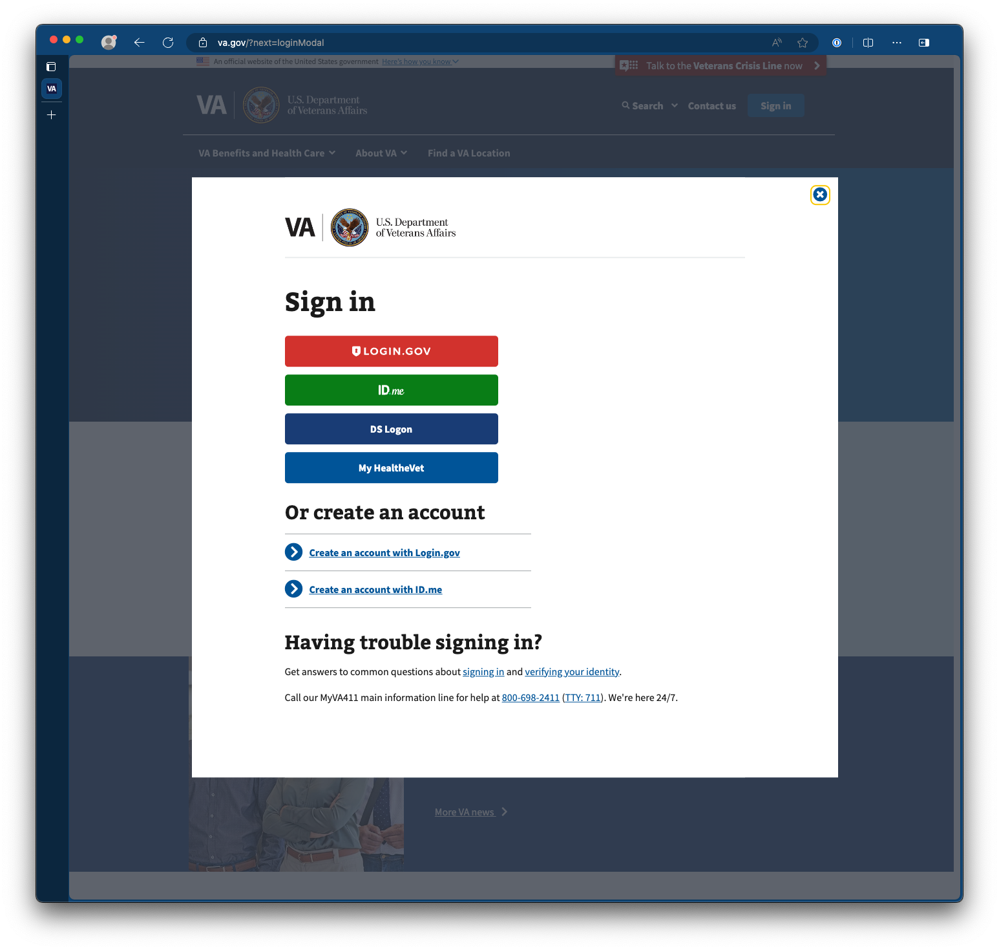 va.gov/?next=loginModal
VA
An official website of the United States government Here's how you know
Talk to the Veterans Crisis Line now
VA
U.S. Department
of Veterans Affairs
Search
Contact us
Sign in
VA Benefits and Health Care
About VA
Find a VA Location
VA
U.S. Department
of Veterans Affairs
Sign in
LOGIN.GOV
ID.me
DS Logon
My HealtheVet
Or create an account
Create an account with Login.gov
Create an account with ID.me
Having trouble signing in?
Get answers to common questions about signing in and verifying your identity.
Call our MyVA411 main information line for help at 800-698-2411 (TTY: 711). We're here 24/7.
More VA news